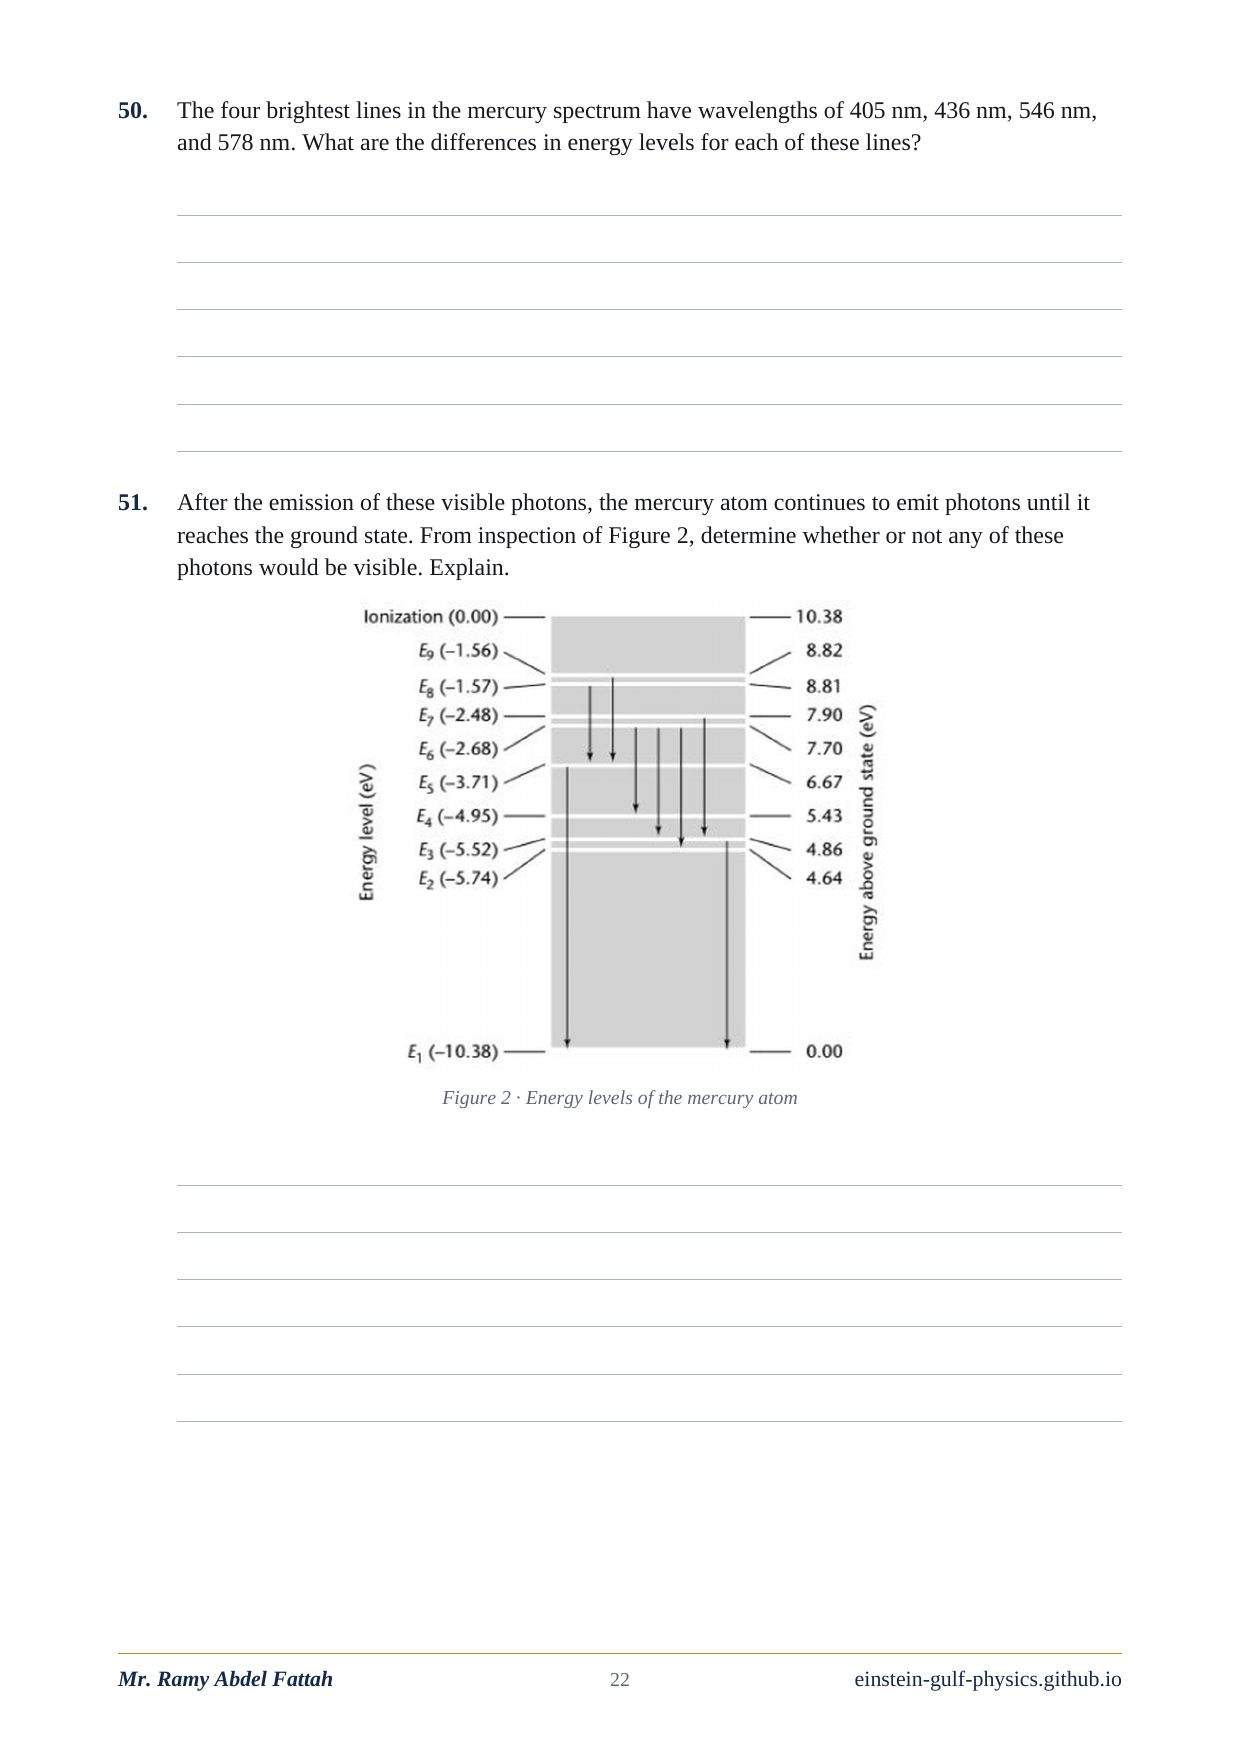 50. The four brightest lines in the mercury spectrum have wavelengths of 405 nm, 436 nm, 546 nm,
and 578 nm. What are the differences in energy levels for each of these lines?
51. After the emission of these visible photons, the mercury atom continues to emit photons until it
reaches the ground state. From inspection of Figure 2, determine whether or not any of these
photons would be visible. Explain.
Ionization (0.00) 10.38
E9 (–1.56) 8.82
E8 (–1.57) 8.81
E7 (–2.48) 7.90
E6 (–2.68) 7.70
E5 (–3.71) 6.67
E4 (–4.95) 5.43
E3 (–5.52) 4.86
E2 (–5.74) 4.64
E1 (–10.38) 0.00
Energy level (eV)
Energy above ground state (eV)
Figure 2 · Energy levels of the mercury atom
Mr. Ramy Abdel Fattah 22 einstein-gulf-physics.github.io